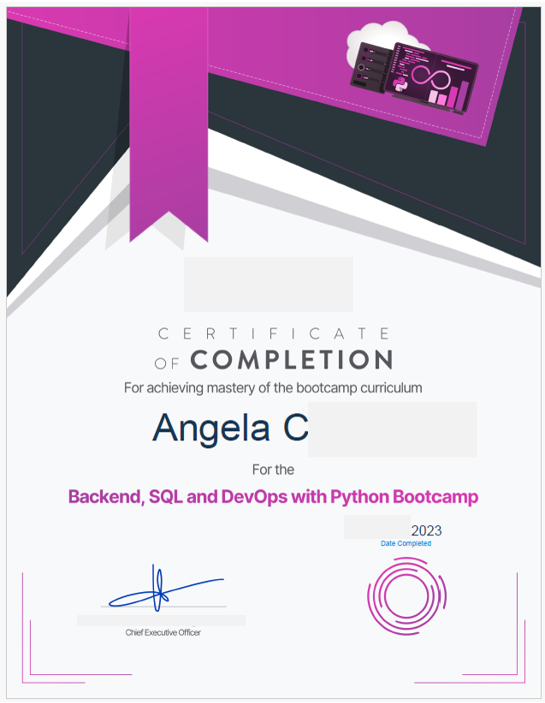 CERTIFICATE
OF COMPLETION
For achieving mastery of the bootcamp curriculum
Angela C
For the
Backend, SQL and DevOps with Python Bootcamp
2023
Date Completed
Chief Executive Officer